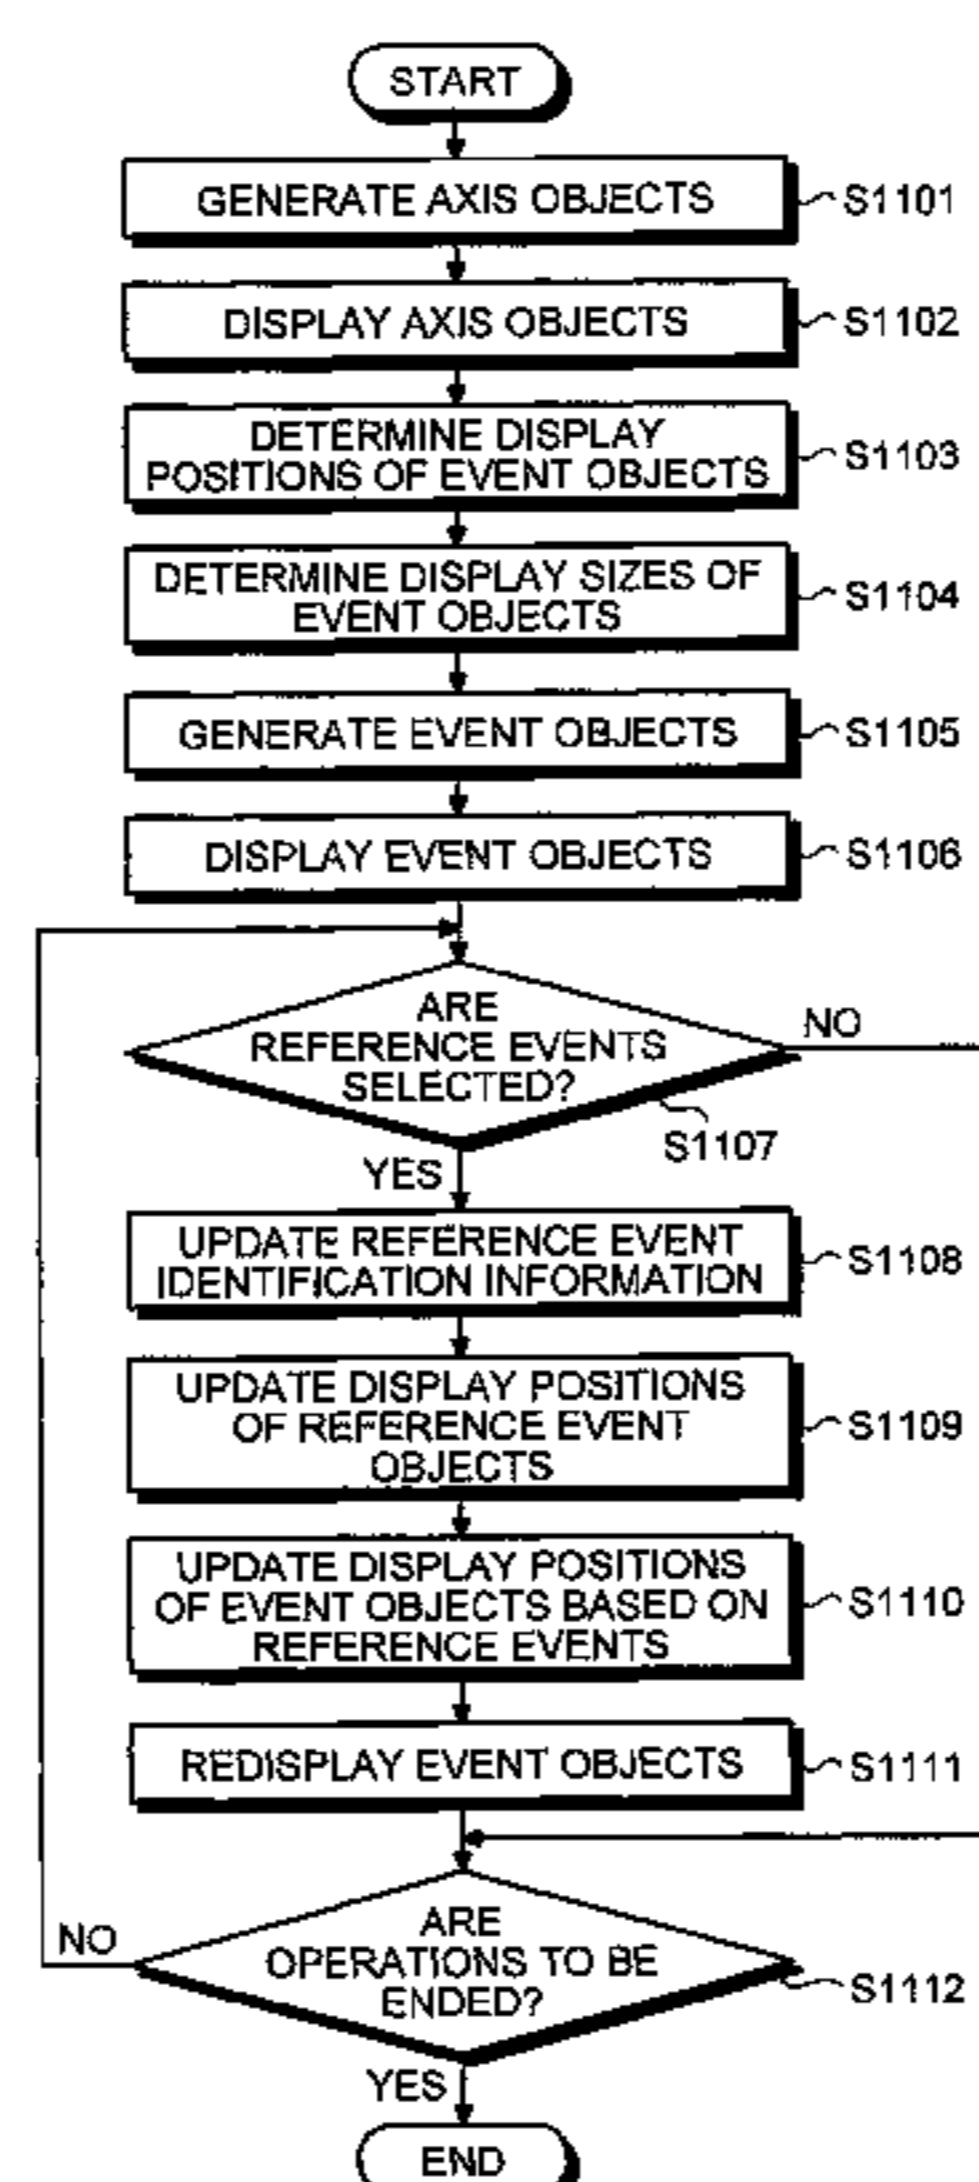 START
GENERATE AXIS OBJECTS
S1101
DISPLAY AXIS OBJECTS
S1102
DETERMINE DISPLAY
POSITIONS OF EVENT OBJECTS
S1103
DETERMINE DISPLAY SIZES OF
EVENT OBJECTS
S1104
GENERATE EVENT OBJECTS
S1105
DISPLAY EVENT OBJECTS
S1106
ARE
REFERENCE EVENTS
SELECTED?
NO
S1107
YES
UPDATE REFERENCE EVENT
IDENTIFICATION INFORMATION
S1108
UPDATE DISPLAY POSITIONS
OF REFERENCE EVENT
OBJECTS
S1109
UPDATE DISPLAY POSITIONS
OF EVENT OBJECTS BASED ON
REFERENCE EVENTS
S1110
REDISPLAY EVENT OBJECTS
S1111
NO
ARE
OPERATIONS TO BE
ENDED?
S1112
YES
END